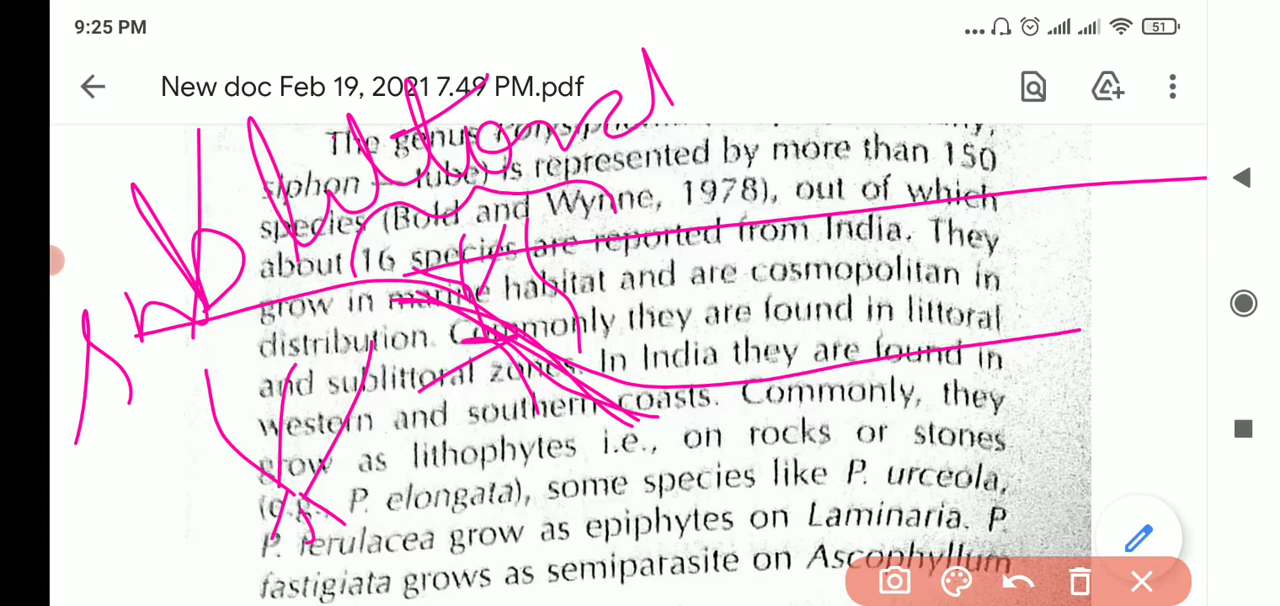 9:25 PM
51
New doc Feb 19, 2021 7.49 PM.pdf
The genus
siphon — tube) is represented by more than 150
species (Bold and Wynne, 1978), out of which
about 16 species are reported from India. They
grow in marine habitat and are cosmopolitan in
distribution. Commonly they are found in littoral
and sublittoral zones. In India they are found in
western and southern coasts. Commonly, they
grow as lithophytes i.e., on rocks or stones
(e.g., P. elongata), some species like P. urceola,
P. ferulacea grow as epiphytes on Laminaria. P
fastigiata grows as semiparasite on Ascophyllum